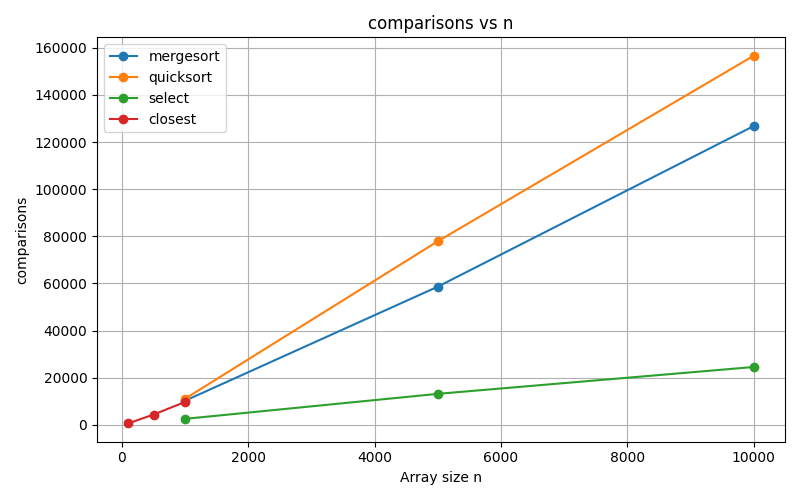 comparisons vs n
mergesort
quicksort
select
closest
160000
140000
120000
100000
80000
60000
40000
20000
0
comparisons
0 2000 4000 6000 8000 10000
Array size n